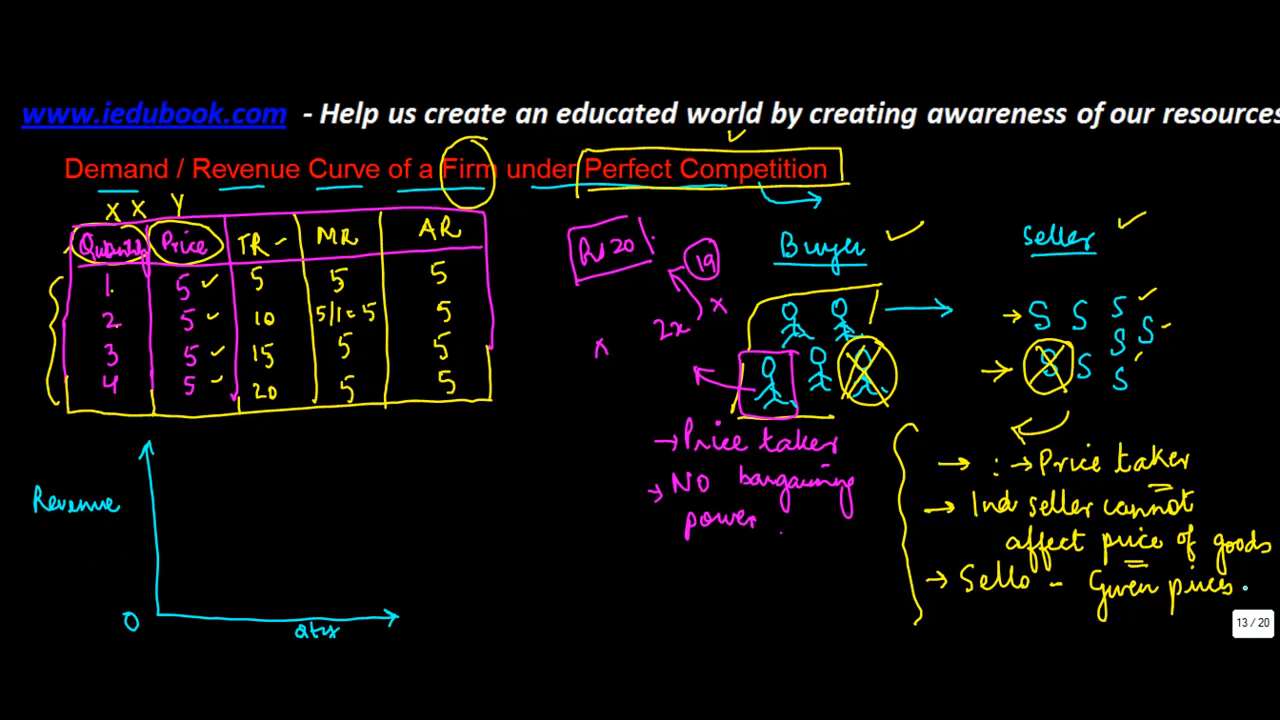 www.iedubook.com - Help us create an educated world by creating awareness of our resources
Demand / Revenue Curve of a Firm under Perfect Competition
X X Y
Quantity Price TR MR AR
1. 5 5 5 5
2 5 10 5/1=5 5
3 5 15 5 5
4 5 20 5 5
Revenue
O
Rs 20
19
2x x
x
Buyer
→ Price taker
→ No bargaining
power
Seller
S S S
S
S S S
S
→ : → Price taker
→ Ind seller cannot
affect price of goods
→ Sells - Given prices
13 / 20